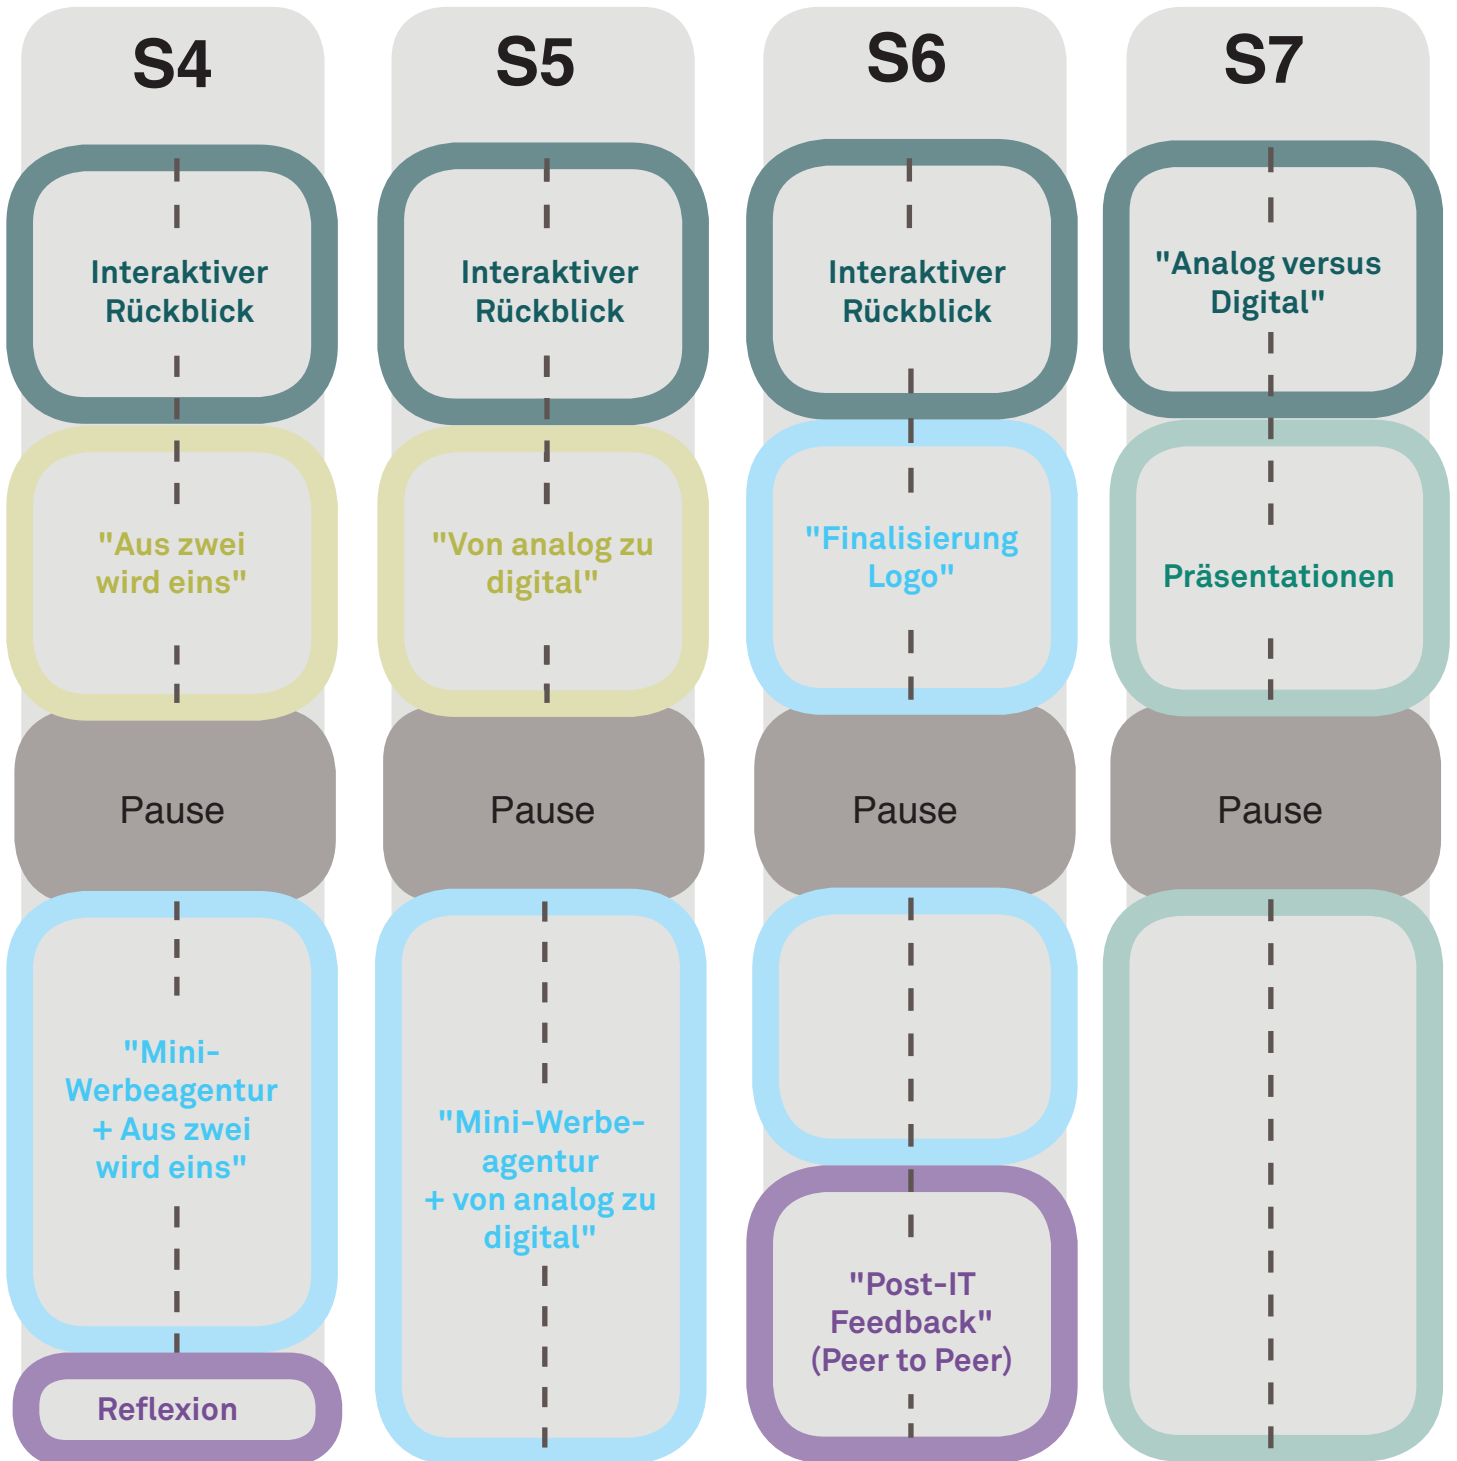 S4
Interaktiver
Rückblick
"Aus zwei
wird eins"
Pause
"Mini-
Werbeagentur
+ Aus zwei
wird eins"
Reflexion
S5
Interaktiver
Rückblick
"Von analog zu
digital"
Pause
"Mini-Werbe-
agentur
+ von analog zu
digital"
S6
Interaktiver
Rückblick
"Finalisierung
Logo"
Pause
"Post-IT
Feedback"
(Peer to Peer)
S7
"Analog versus
Digital"
Präsentationen
Pause